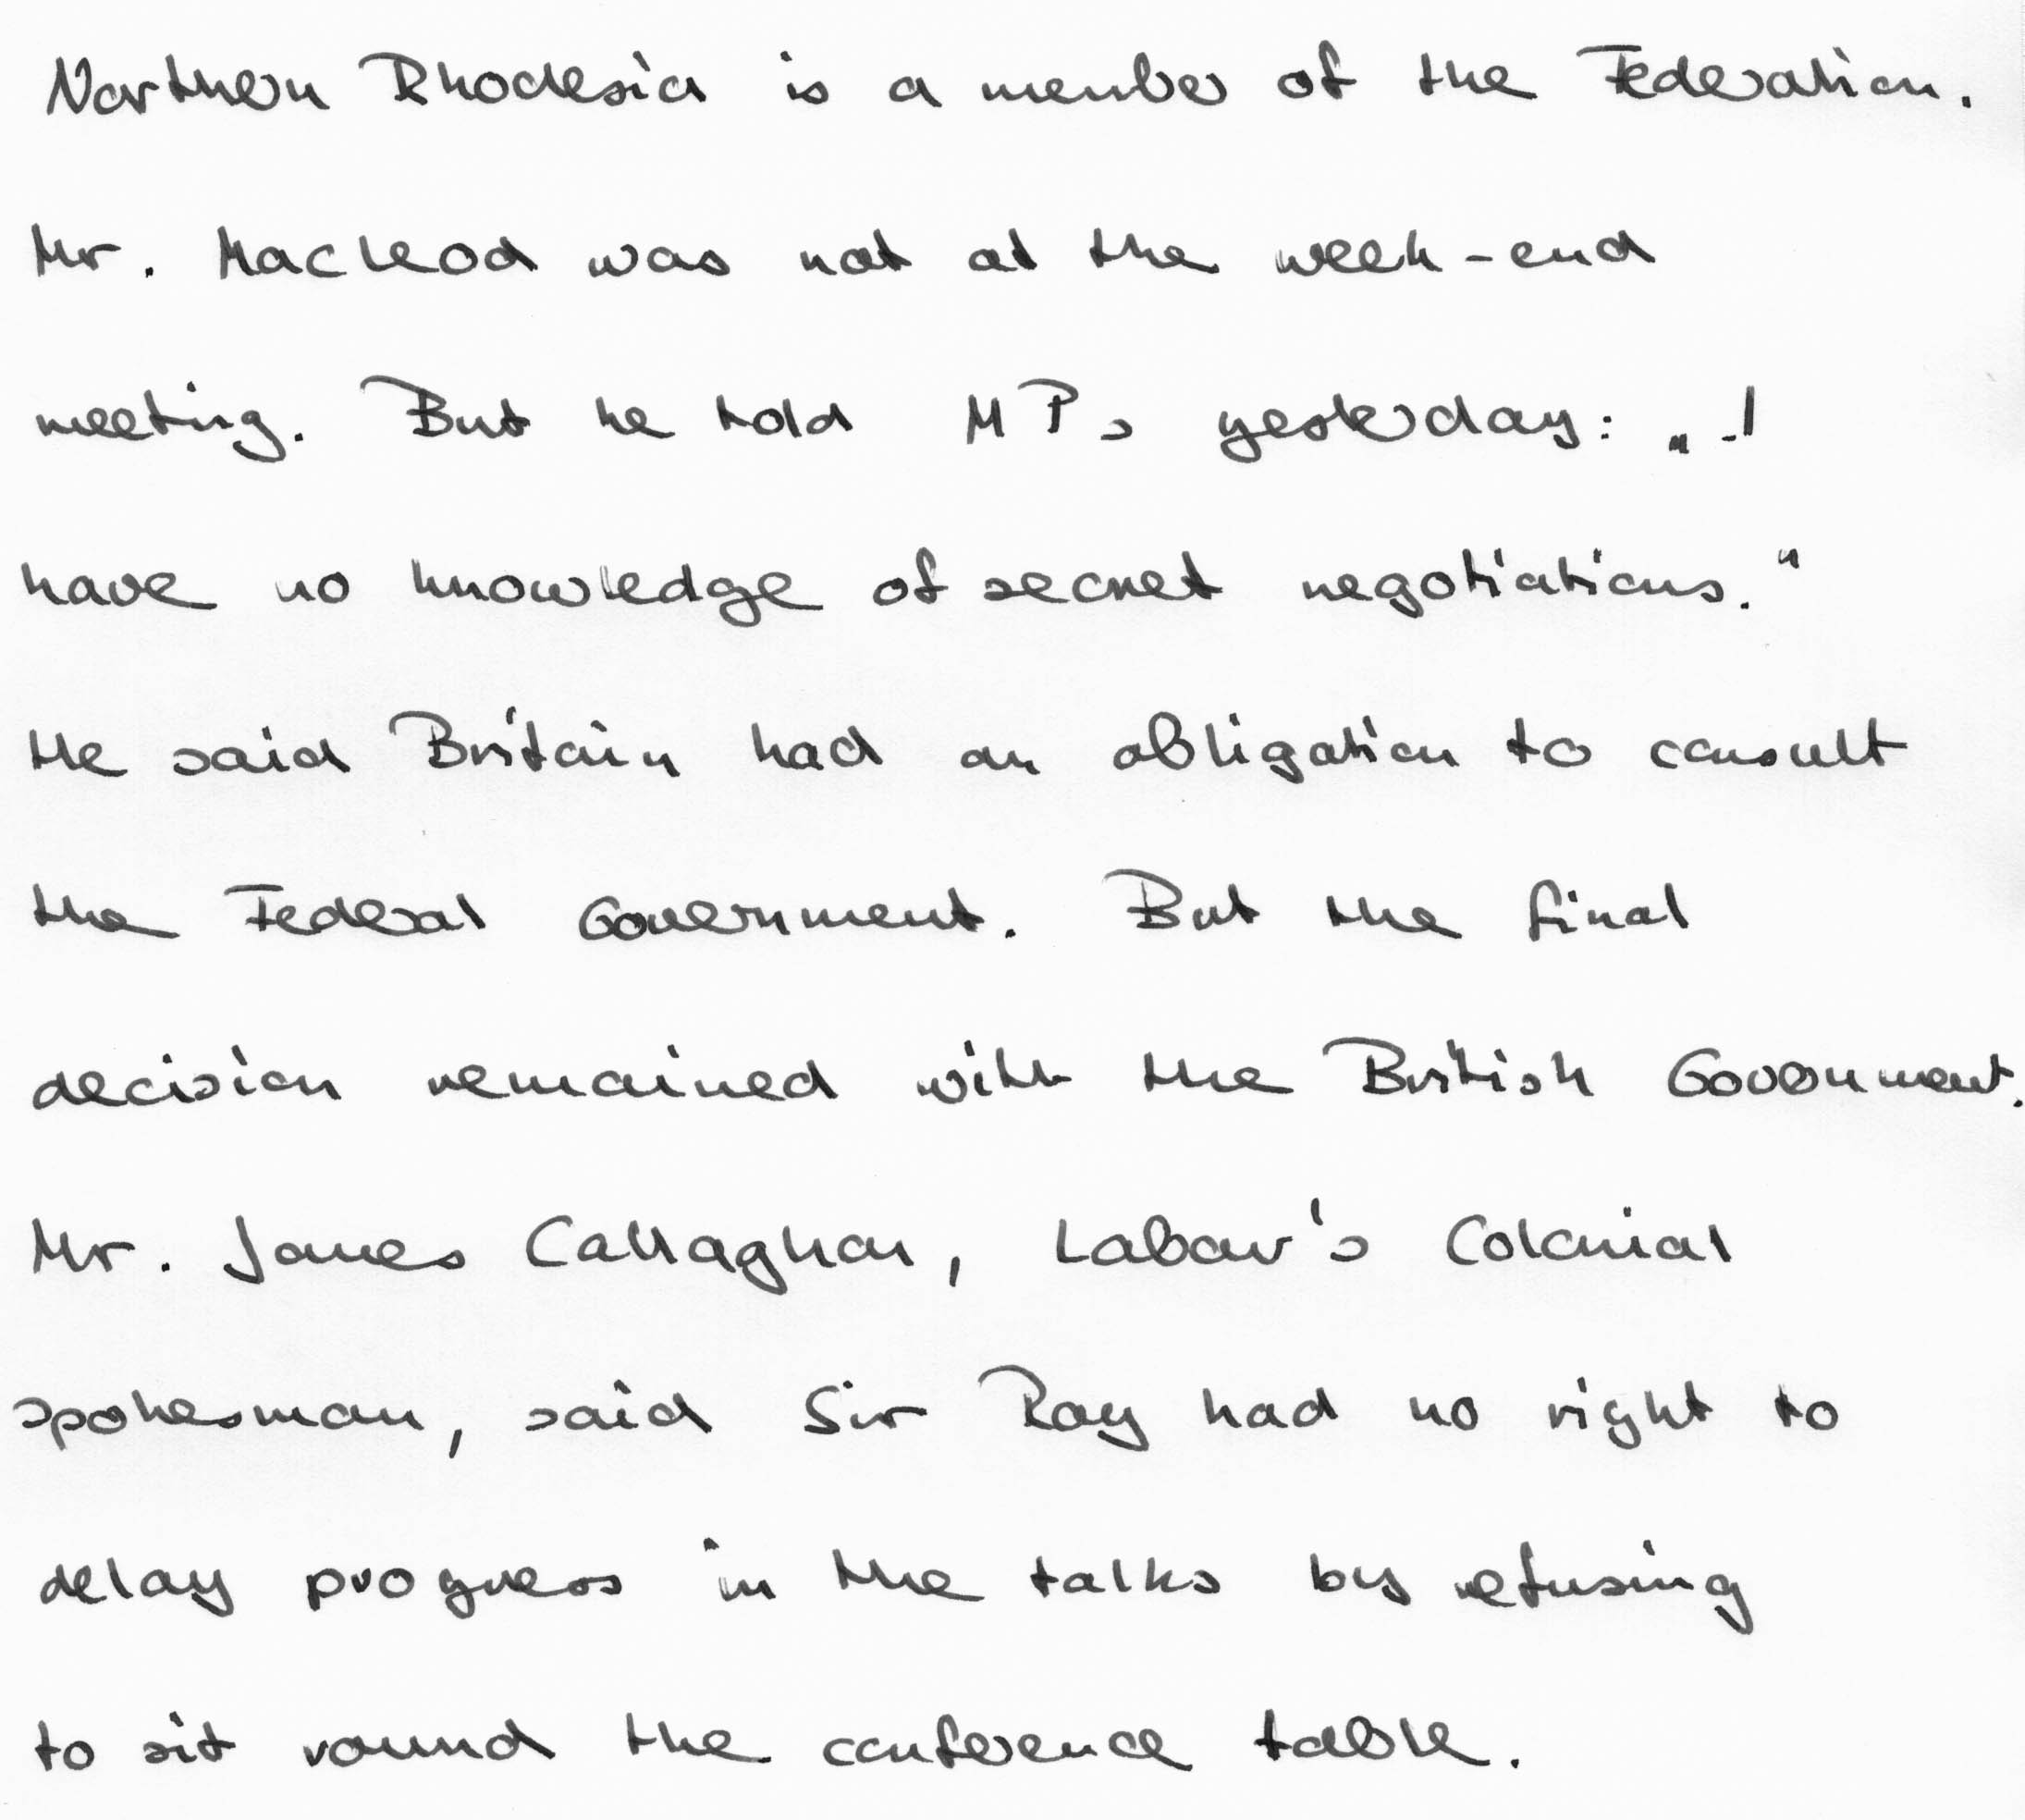 Northern Rhodesia is a member of the Federation.
Mr. Macleod was not at the week-end
meeting. But he told MPs yesterday: „I
have no knowledge of secret negotiations."
He said Britain had an obligation to consult
the Federal Government. But the final
decision remained with the British Government.
Mr. James Callaghan, Labour's Colonial
spokesman, said Sir Roy had no right to
delay progress in the talks by refusing
to sit round the conference table.